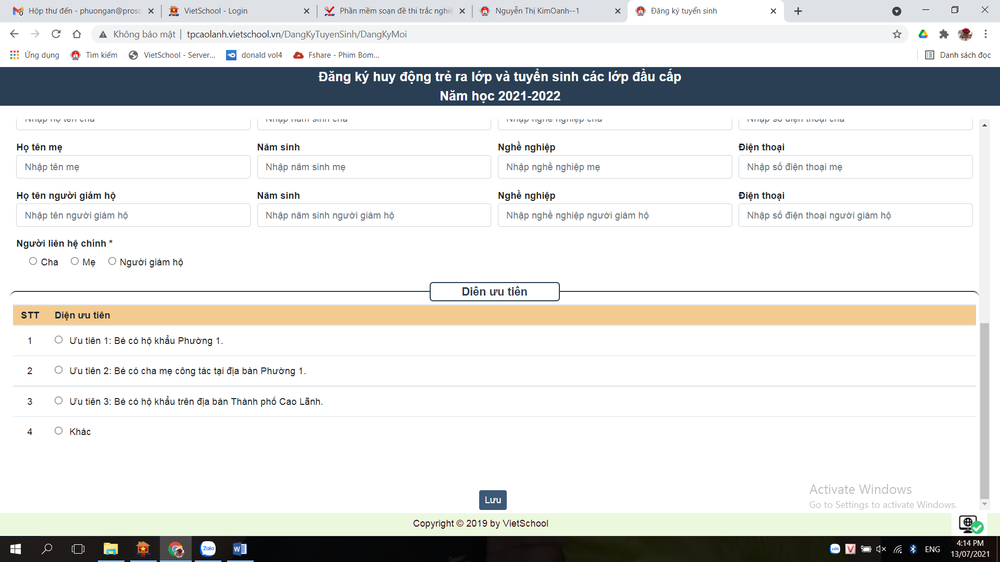 Hộp thư đến - phuongan@proso
VietSchool - Login
Phần mềm soạn đề thi trắc nghiệ
Nguyễn Thị KimOanh--1
Đăng ký tuyển sinh
Không bảo mật | tpcaolanh.vietschool.vn/DangKyTuyenSinh/DangKyMoi
Ứng dụng
Tìm kiếm
VietSchool - Server...
donald vol4
Fshare - Phim Bom...
Danh sách đọc
Đăng ký huy động trẻ ra lớp và tuyển sinh các lớp đầu cấp
Năm học 2021-2022
Nhập họ tên cha
Nhập năm sinh cha
Nhập nghề nghiệp cha
Nhập số điện thoại cha
Họ tên mẹ
Năm sinh
Nghề nghiệp
Điện thoại
Nhập tên mẹ
Nhập năm sinh mẹ
Nhập nghề nghiệp mẹ
Nhập số điện thoại mẹ
Họ tên người giám hộ
Năm sinh
Nghề nghiệp
Điện thoại
Nhập tên người giám hộ
Nhập năm sinh người giám hộ
Nhập nghề nghiệp người giám hộ
Nhập số điện thoại người giám hộ
Người liên hệ chính *
Cha
Mẹ
Người giám hộ
Diên ưu tiên
STT Diện ưu tiên
1 Ưu tiên 1: Bé có hộ khẩu Phường 1.
2 Ưu tiên 2: Bé có cha mẹ công tác tại địa bàn Phường 1.
3 Ưu tiên 3: Bé có hộ khẩu trên địa bàn Thành phố Cao Lãnh.
4 Khác
Activate Windows
Go to Settings to activate Windows.
Lưu
Copyright © 2019 by VietSchool
Zalo
ENG
4:14 PM
13/07/2021